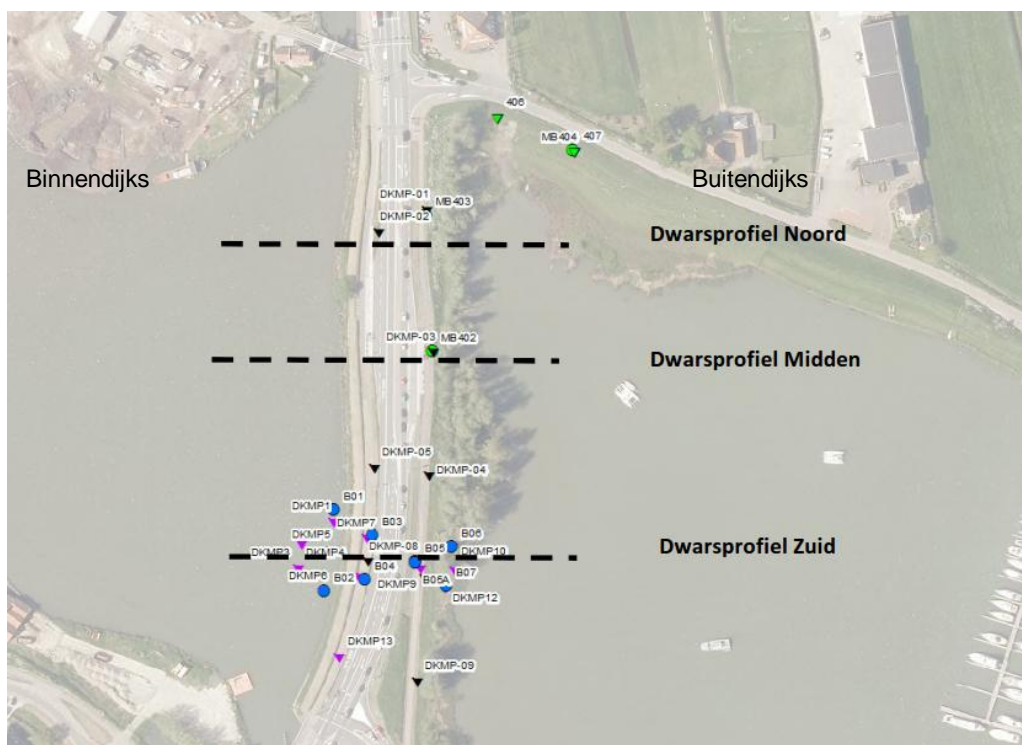 406
MB404 407
Binnendijks
Buitendijks
DKMP-01
MB403
DKMP-02
Dwarsprofiel Noord
DKMP-03 MB402
Dwarsprofiel Midden
DKMP-05
DKMP-04
B01
DKMP1
DKMP7
B03
DKMP5
B06
DKMP-08
Dwarsprofiel Zuid
DKMP3 DKMP4 B05 DKMP10
B04
DKMP6 B02 DKMP9 B05A B07
DKMP12
DKMP13
DKMP-09